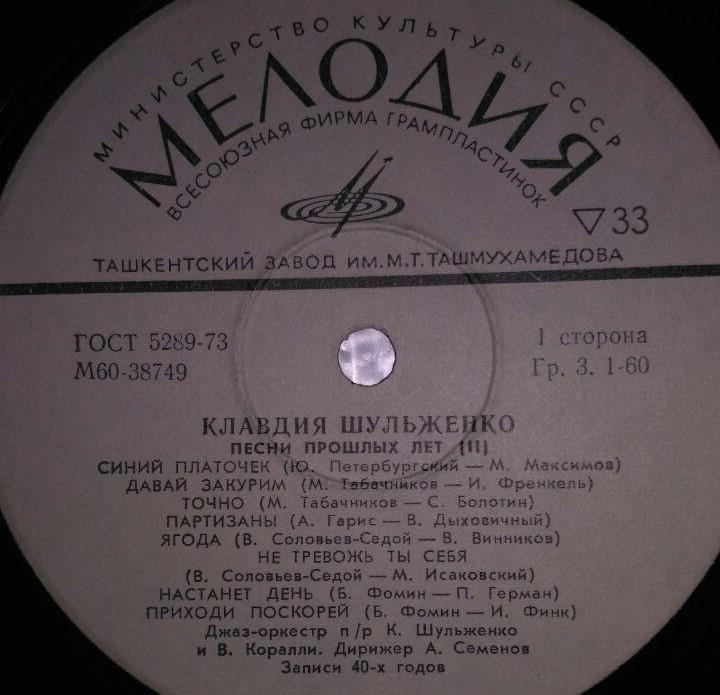 МИНИСТЕРСТВО КУЛЬТУРЫ СССР
МЕЛОДИЯ
ВСЕСОЮЗНАЯ ФИРМА ГРАМПЛАСТИНОК
▽33
ТАШКЕНТСКИЙ ЗАВОД ИМ. М.Т. ТАШМУХАМЕДОВА
ГОСТ 5289-73
М60-38749
1 сторона
Гр. 3. 1-60
КЛАВДИЯ ШУЛЬЖЕНКО
ПЕСНИ ПРОШЛЫХ ЛЕТ (II)
СИНИЙ ПЛАТОЧЕК (Ю. Петербургский — М. Максимов)
ДАВАЙ ЗАКУРИМ (М. Табачников — И. Френкель)
ТОЧНО (М. Табачников — С. Болотин)
ПАРТИЗАНЫ (А. Гарис — В. Дыховичный)
ЯГОДА (В. Соловьев-Седой — В. Винников)
НЕ ТРЕВОЖЬ ТЫ СЕБЯ
(В. Соловьев-Седой — М. Исаковский)
НАСТАНЕТ ДЕНЬ (Б. Фомин — П. Герман)
ПРИХОДИ ПОСКОРЕЙ (Б. Фомин — И. Финк)
Джаз-оркестр п/р К. Шульженко
и В. Коралли. Дирижер А. Семенов
Записи 40-х годов